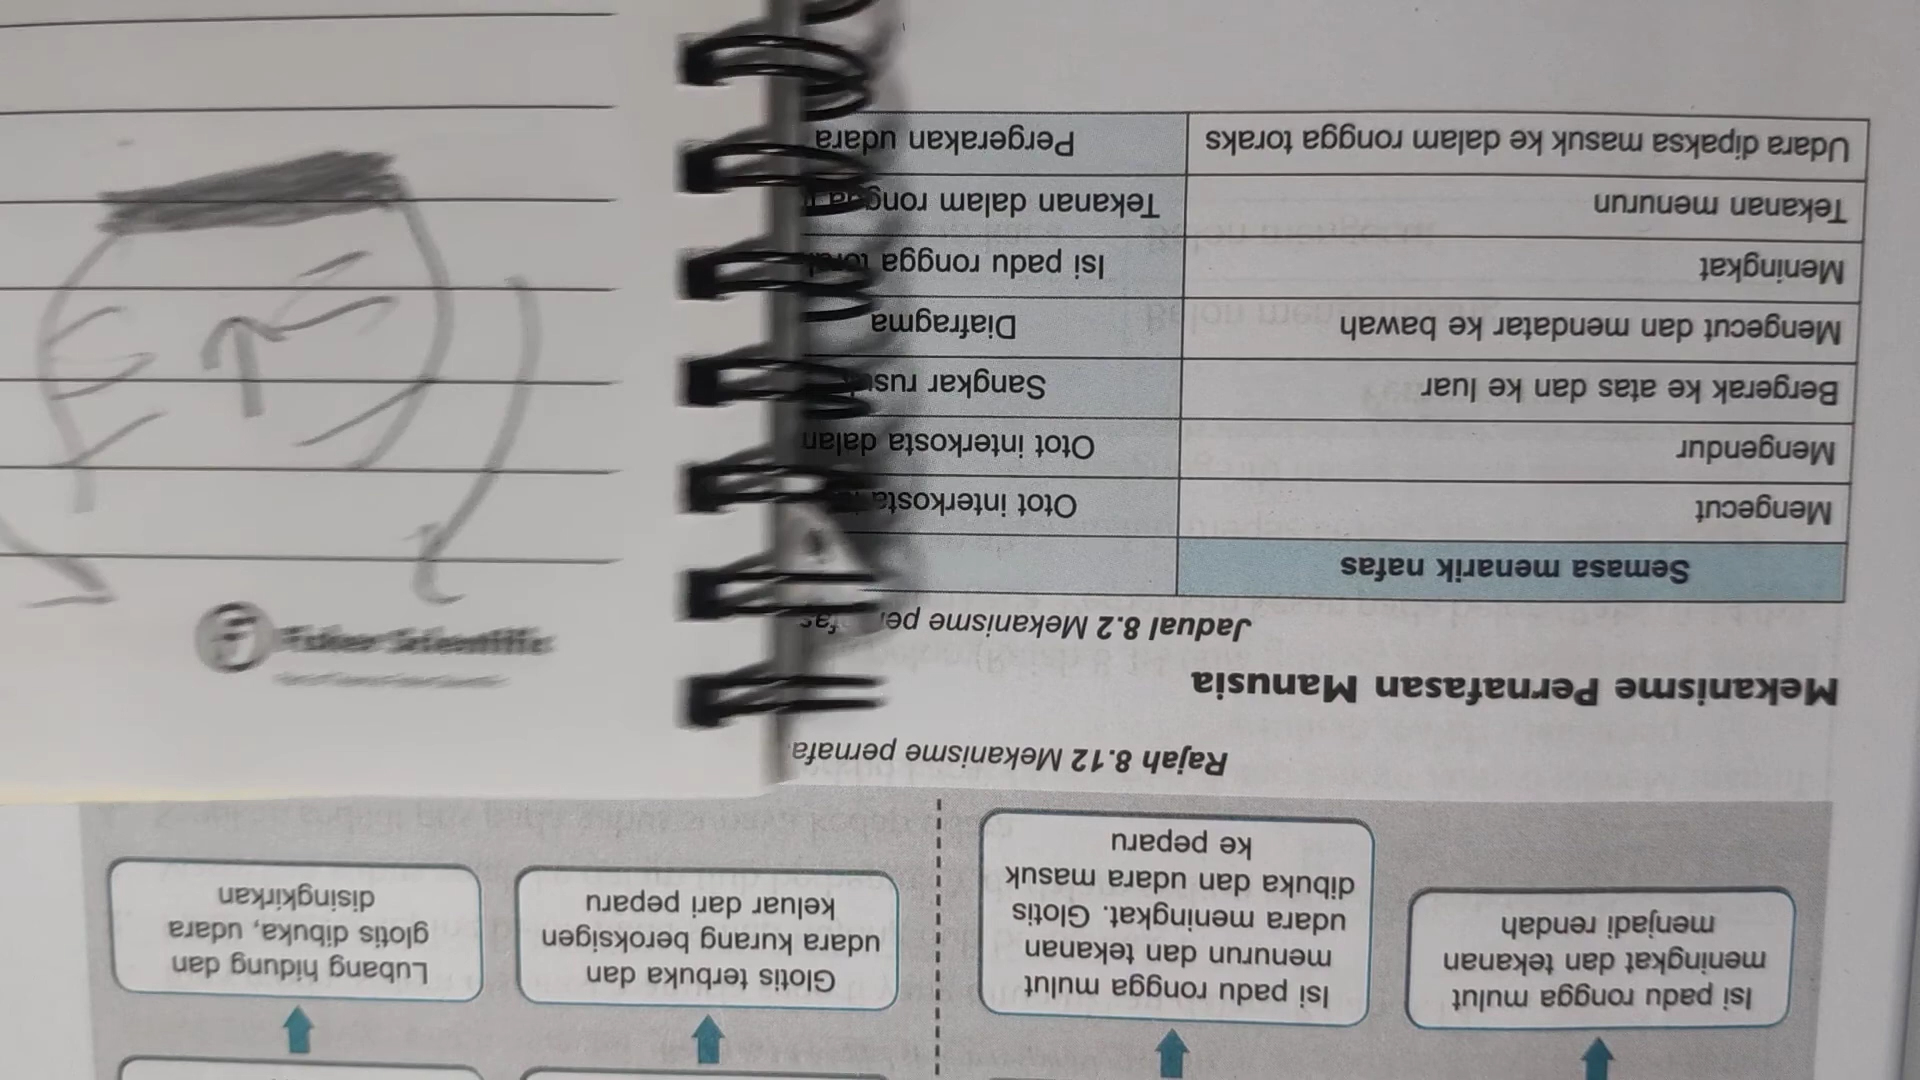 Isi padu rongga mulut
meningkat dan tekanan
menjadi rendah
Isi padu rongga mulut
menurun dan tekanan
udara meningkat. Glotis
dibuka dan udara masuk
ke peparu
Glotis terbuka dan
udara kurang beroksigen
keluar dari peparu
Lubang hidung dan
glotis dibuka, udara
disingkirkan
Rajah 8.12 Mekanisme pernafa
Mekanisme Pernafasan Manusia
Jadual 8.2 Mekanisme
Semasa menarik nafas
Mengecut
Otot interkosta
Mengendur
Otot interkosta dalam
Bergerak ke atas dan ke luar
Sangkar rusuk
Mengecut dan mendatar ke bawah
Diafragma
Meningkat
Isi padu rongga toraks
Tekanan menurun
Tekanan dalam rongga
Udara dipaksa masuk ke dalam rongga toraks
Pergerakan udara
Fisher Scientific